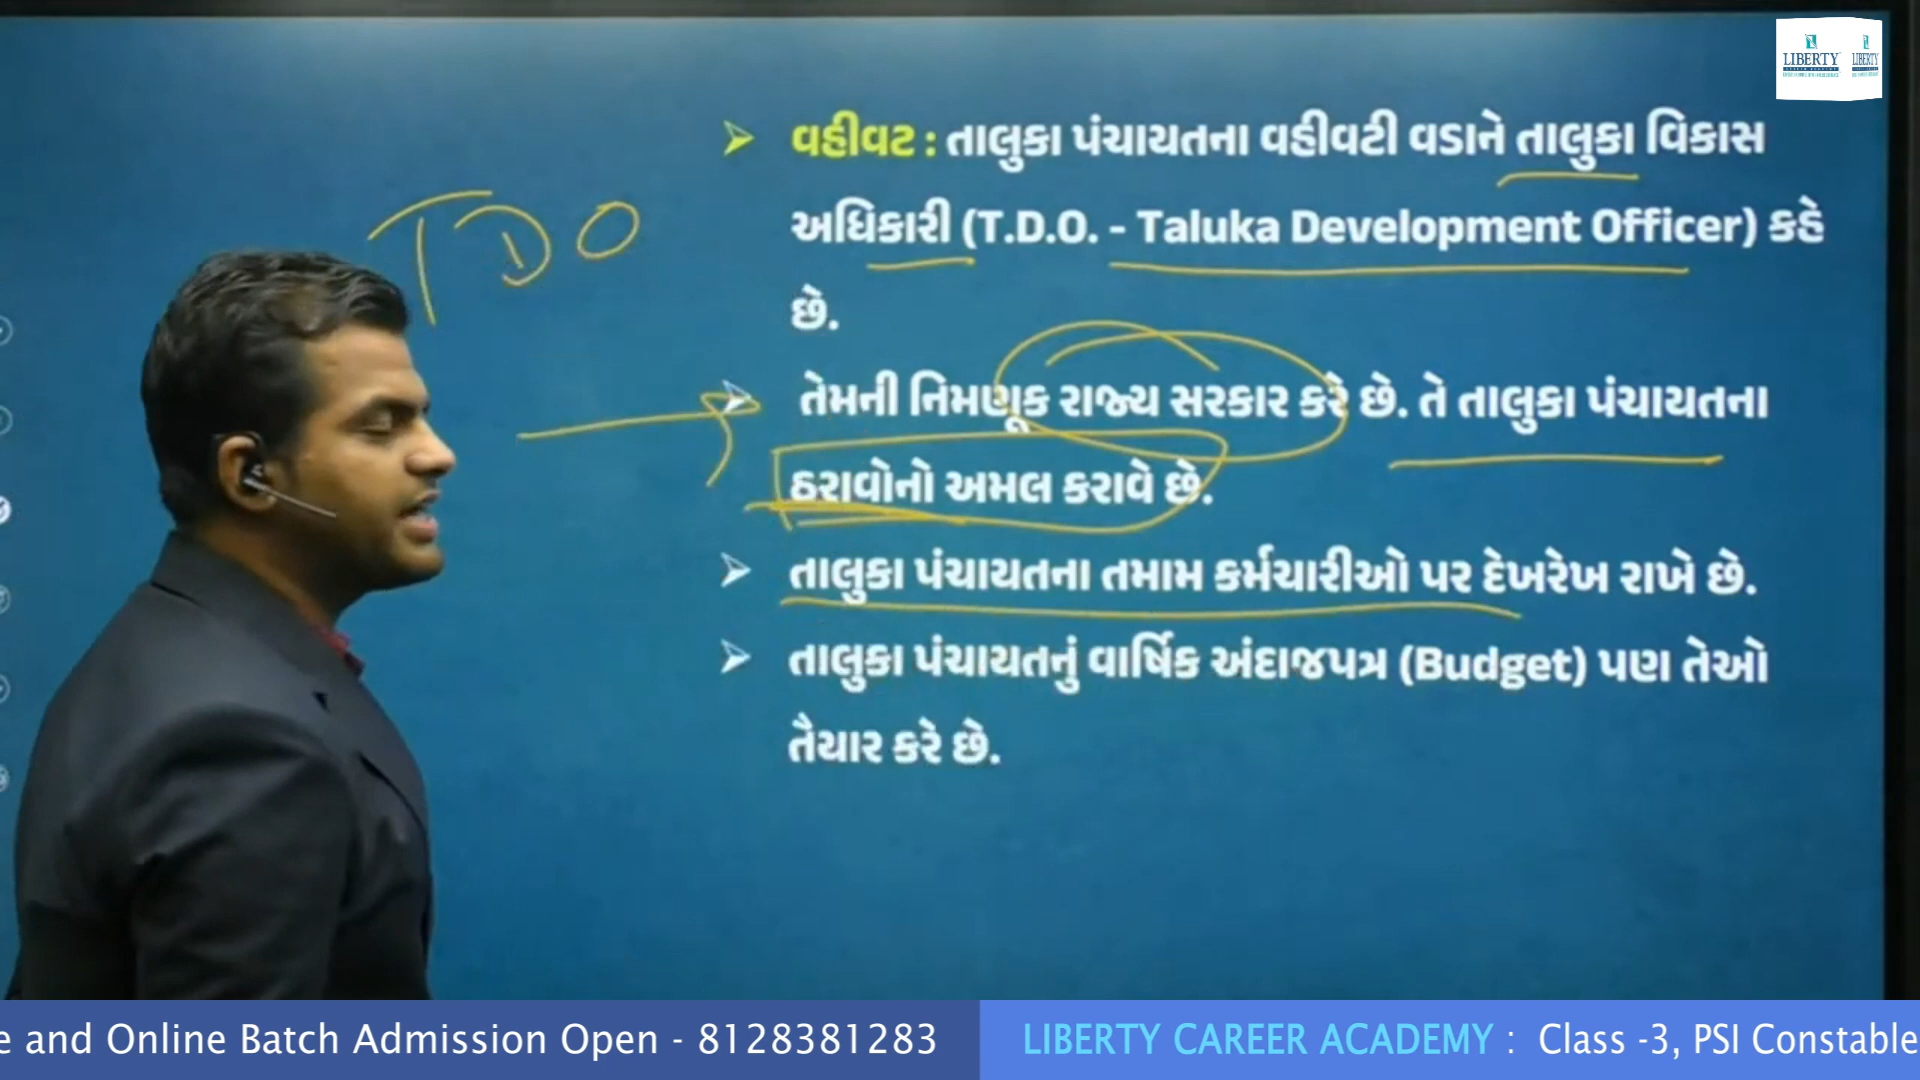 LIBERTY LIBERTY
વહીવટ : તાલુકા પંચાયતના વહીવટી વડાને તાલુકા વિકાસ
અધિકારી (T.D.O. - Taluka Development Officer) કહે
છે.
TDO
તેમની નિમણૂક રાજ્ય સરકાર કરે છે. તે તાલુકા પંચાયતના
ઠરાવોનો અમલ કરાવે છે.
તાલુકા પંચાયતના તમામ કર્મચારીઓ પર દેખરેખ રાખે છે.
તાલુકા પંચાયતનું વાર્ષિક અંદાજપત્ર (Budget) પણ તેઓ
તૈયાર કરે છે.
e and Online Batch Admission Open - 8128381283
LIBERTY CAREER ACADEMY : Class -3, PSI Constable